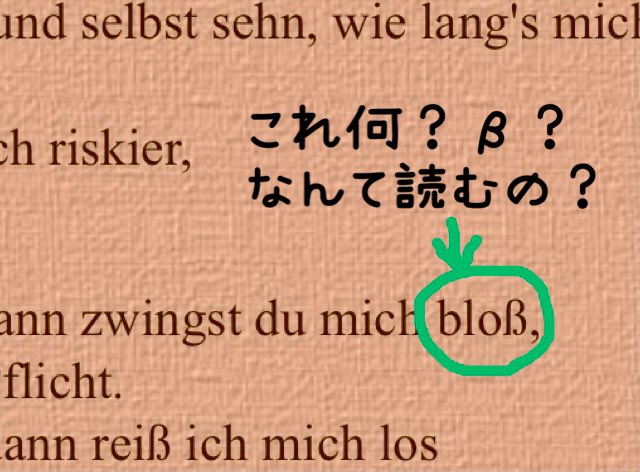 und selbst sehn, wie lang's mich
ch riskier,
これ何？β？
なんて読むの？
ann zwingst du mich bloß,
flicht.
dann reiß ich mich los